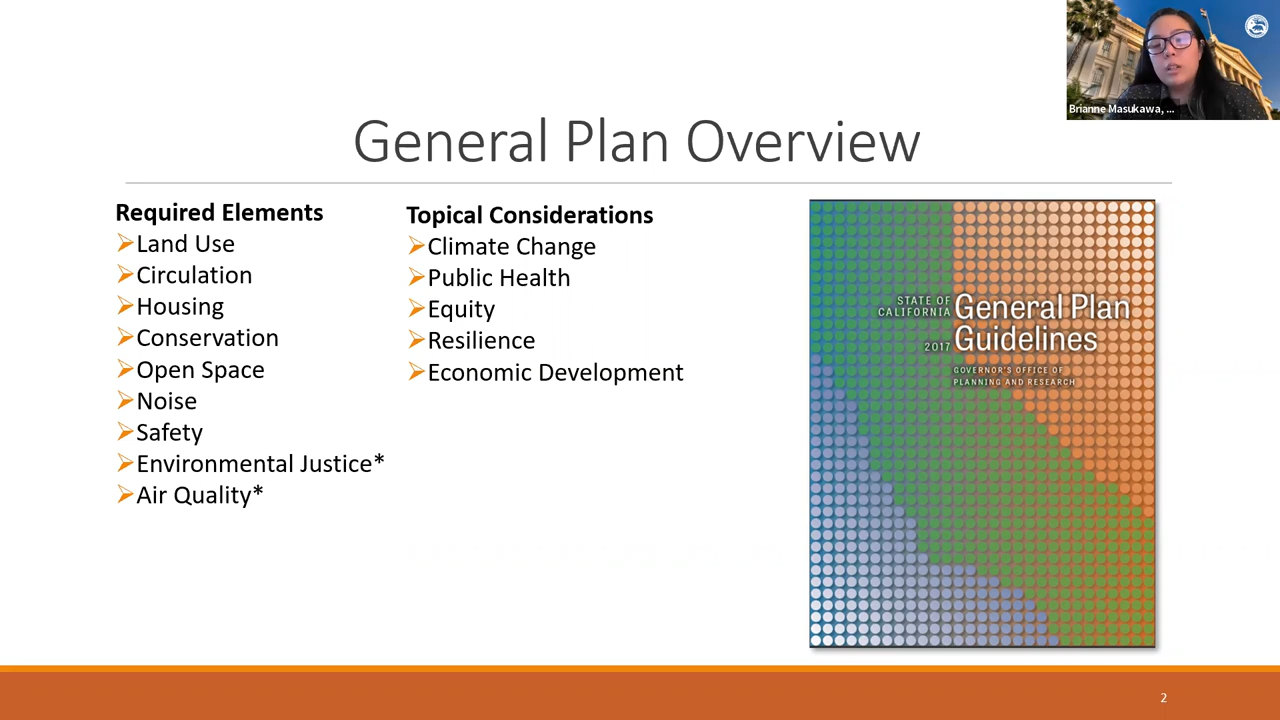 Brianne Masukawa, ...
General Plan Overview
Required Elements
Land Use
Circulation
Housing
Conservation
Open Space
Noise
Safety
Environmental Justice*
Air Quality*
Topical Considerations
Climate Change
Public Health
Equity
Resilience
Economic Development
STATE OF
CALIFORNIA
General Plan
2017
Guidelines
GOVERNOR'S OFFICE OF
PLANNING AND RESEARCH
2